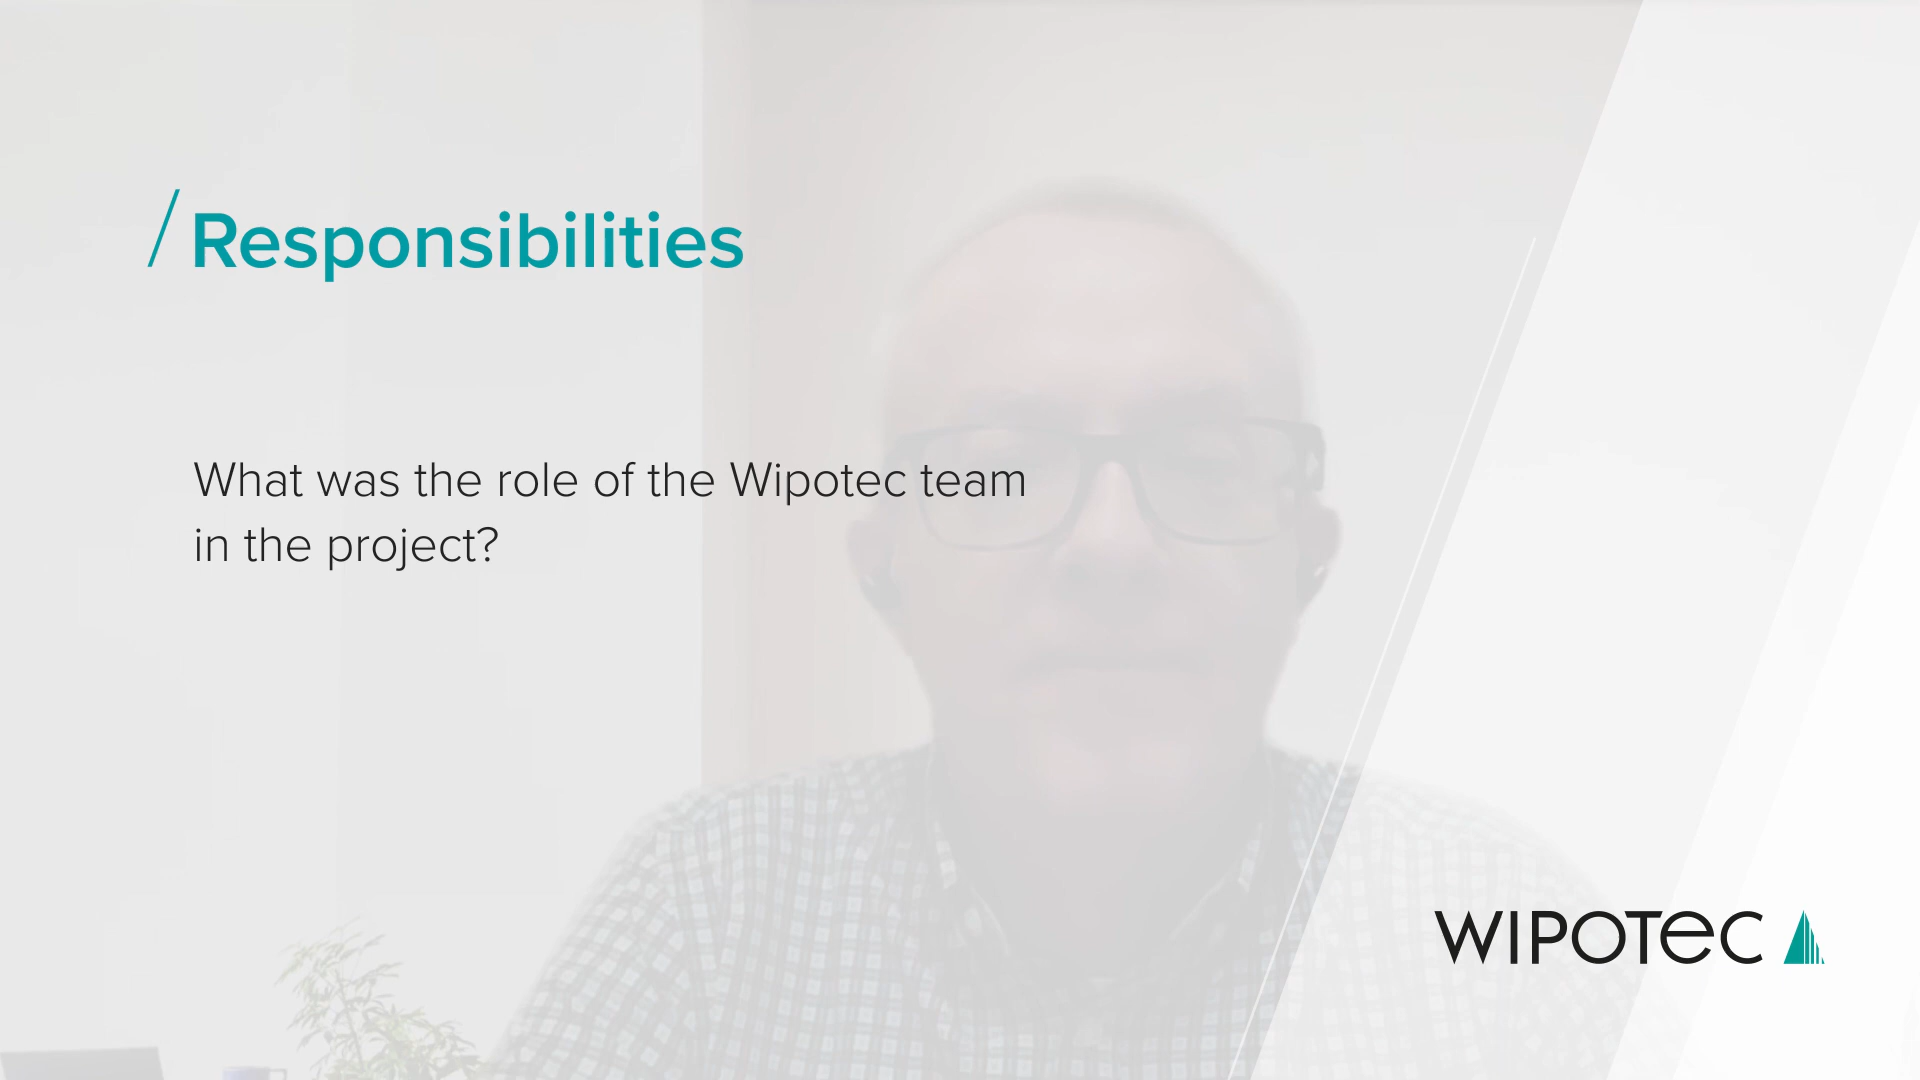 Responsibilities
What was the role of the Wipotec team
in the project?
WIPOTEC